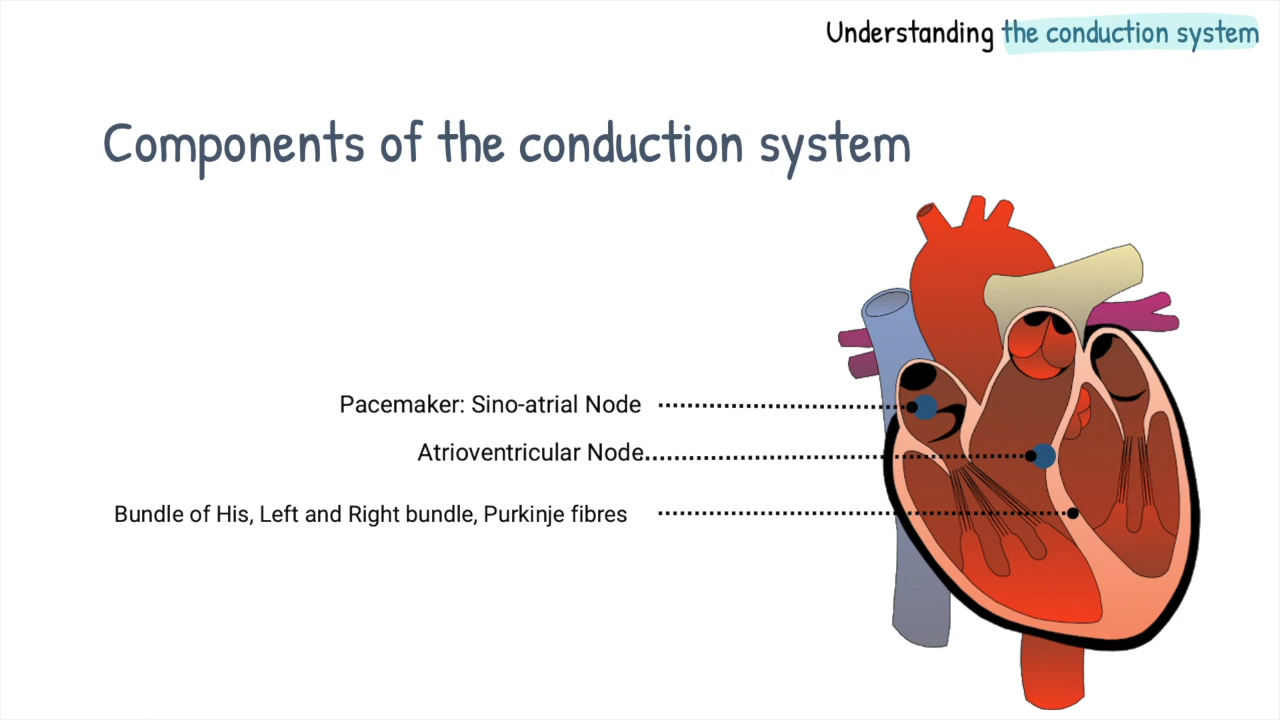 Understanding the conduction system
Components of the conduction system
Pacemaker: Sino-atrial Node
Atrioventricular Node
Bundle of His, Left and Right bundle, Purkinje fibres